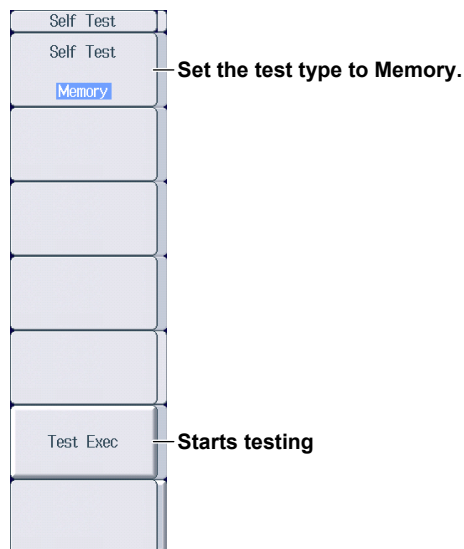 Self Test
Self Test
Memory
Set the test type to Memory.
Test Exec
Starts testing